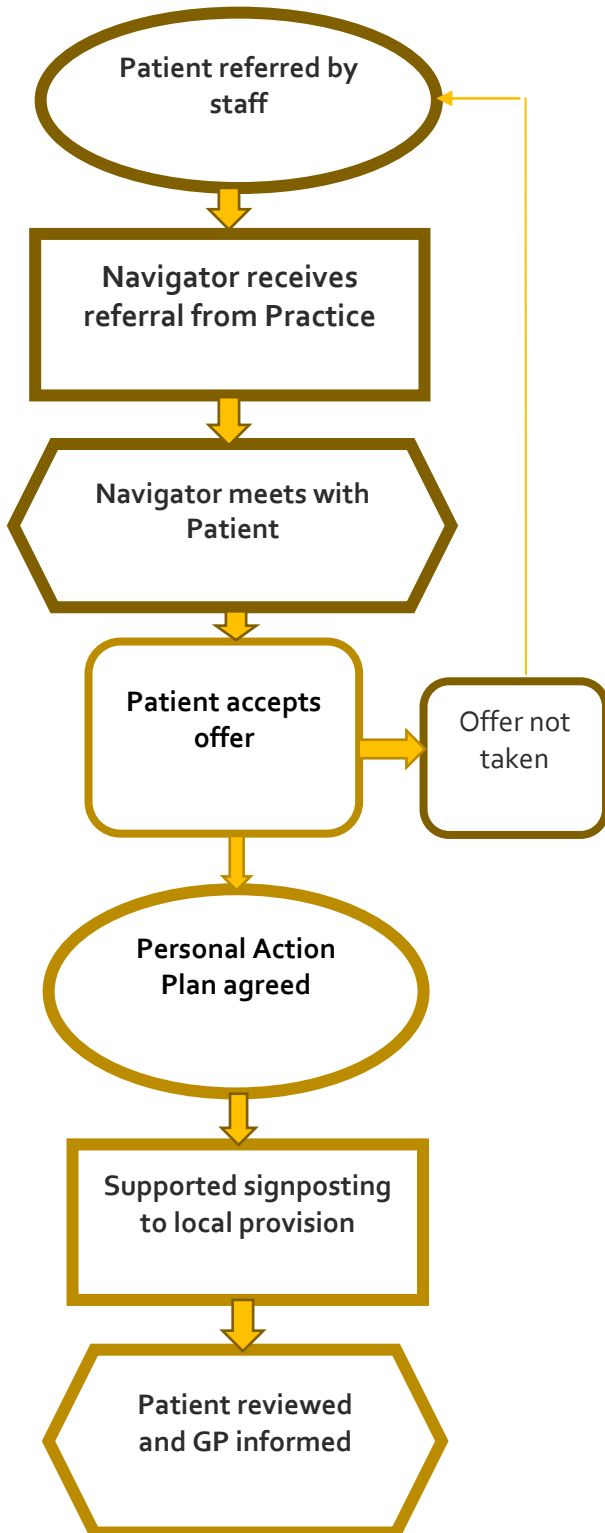 Patient referred by
staff
Navigator receives
referral from Practice
Navigator meets with
Patient
Patient accepts
offer
Offer not
taken
Personal Action
Plan agreed
Supported signposting
to local provision
Patient reviewed
and GP informed